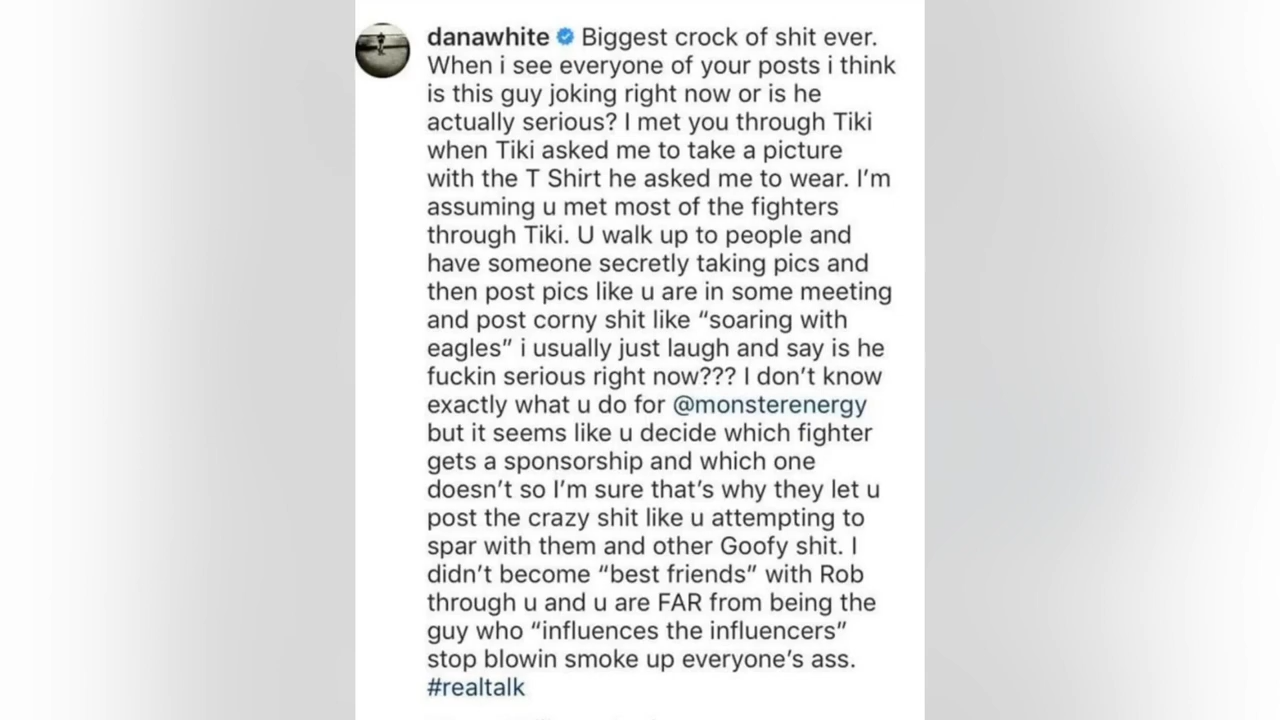 danawhite Biggest crock of shit ever.
When i see everyone of your posts i think
is this guy joking right now or is he
actually serious? I met you through Tiki
when Tiki asked me to take a picture
with the T Shirt he asked me to wear. I’m
assuming u met most of the fighters
through Tiki. U walk up to people and
have someone secretly taking pics and
then post pics like u are in some meeting
and post corny shit like “soaring with
eagles” i usually just laugh and say is he
fuckin serious right now??? I don’t know
exactly what u do for @monsterenergy
but it seems like u decide which fighter
gets a sponsorship and which one
doesn’t so I’m sure that’s why they let u
post the crazy shit like u attempting to
spar with them and other Goofy shit. I
didn’t become “best friends” with Rob
through u and u are FAR from being the
guy who “influences the influencers”
stop blowin smoke up everyone’s ass.
#realtalk